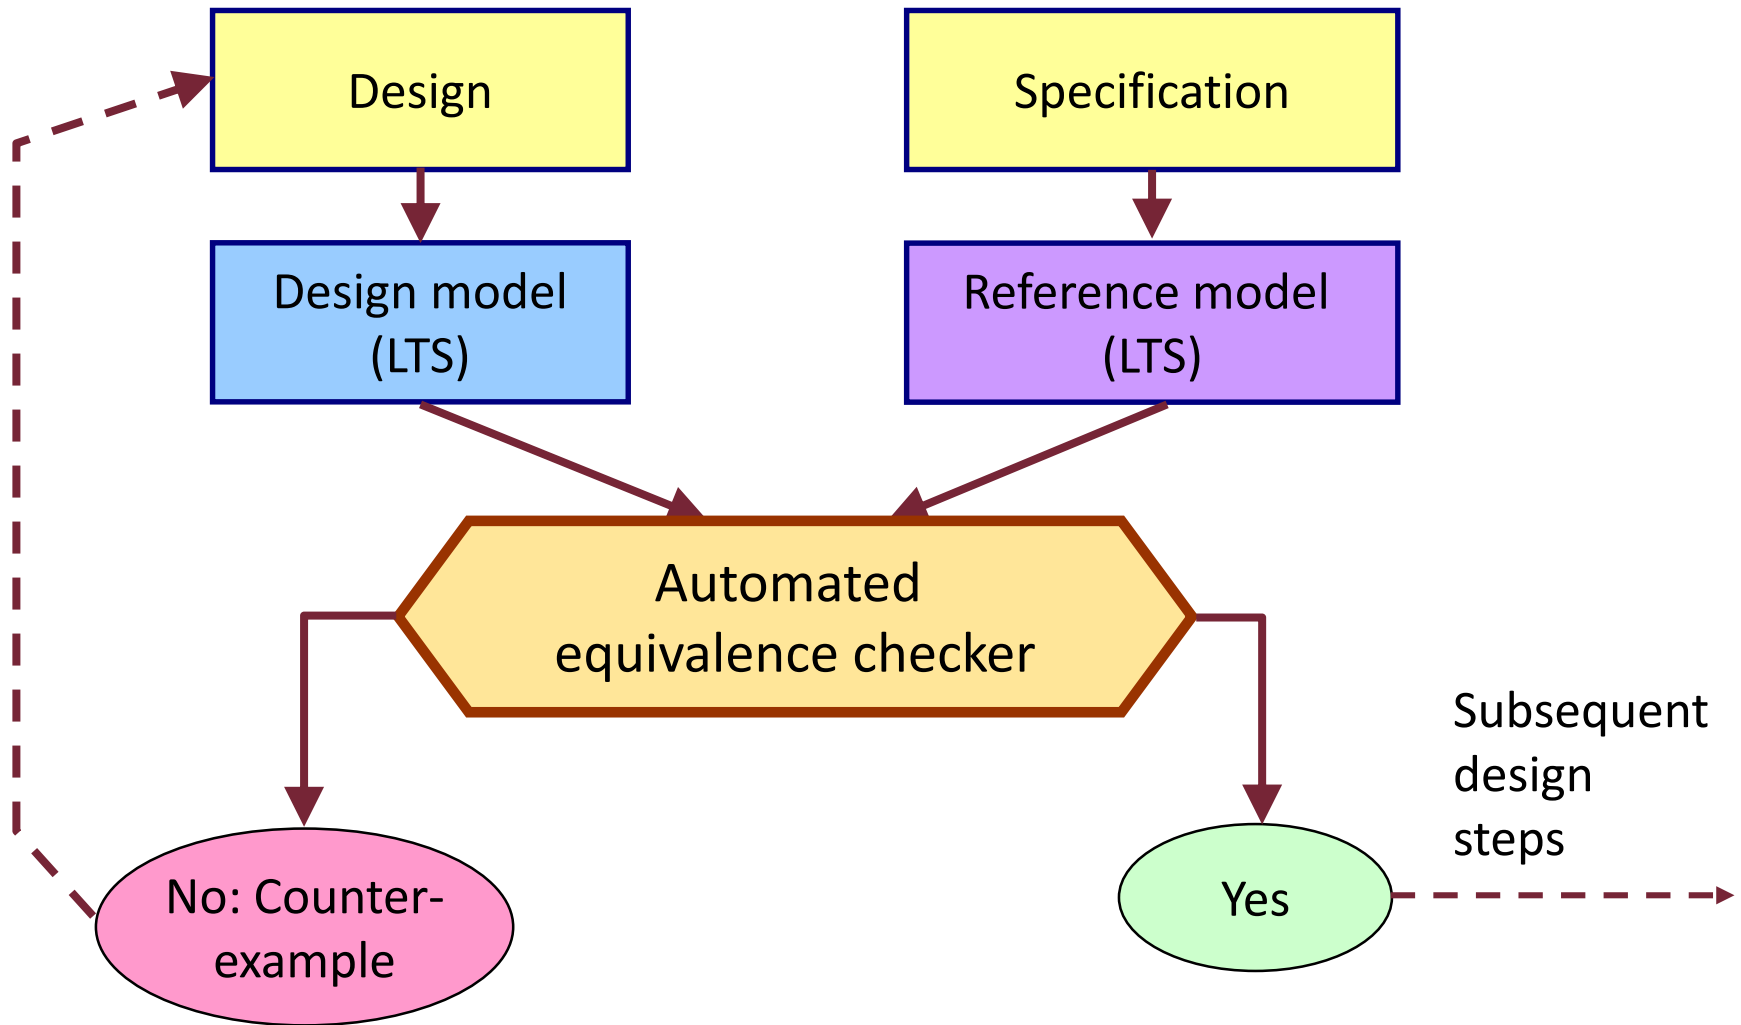 Design
Specification
Design model
(LTS)
Reference model
(LTS)
Automated
equivalence checker
Subsequent
design
steps
No: Counter-
example
Yes